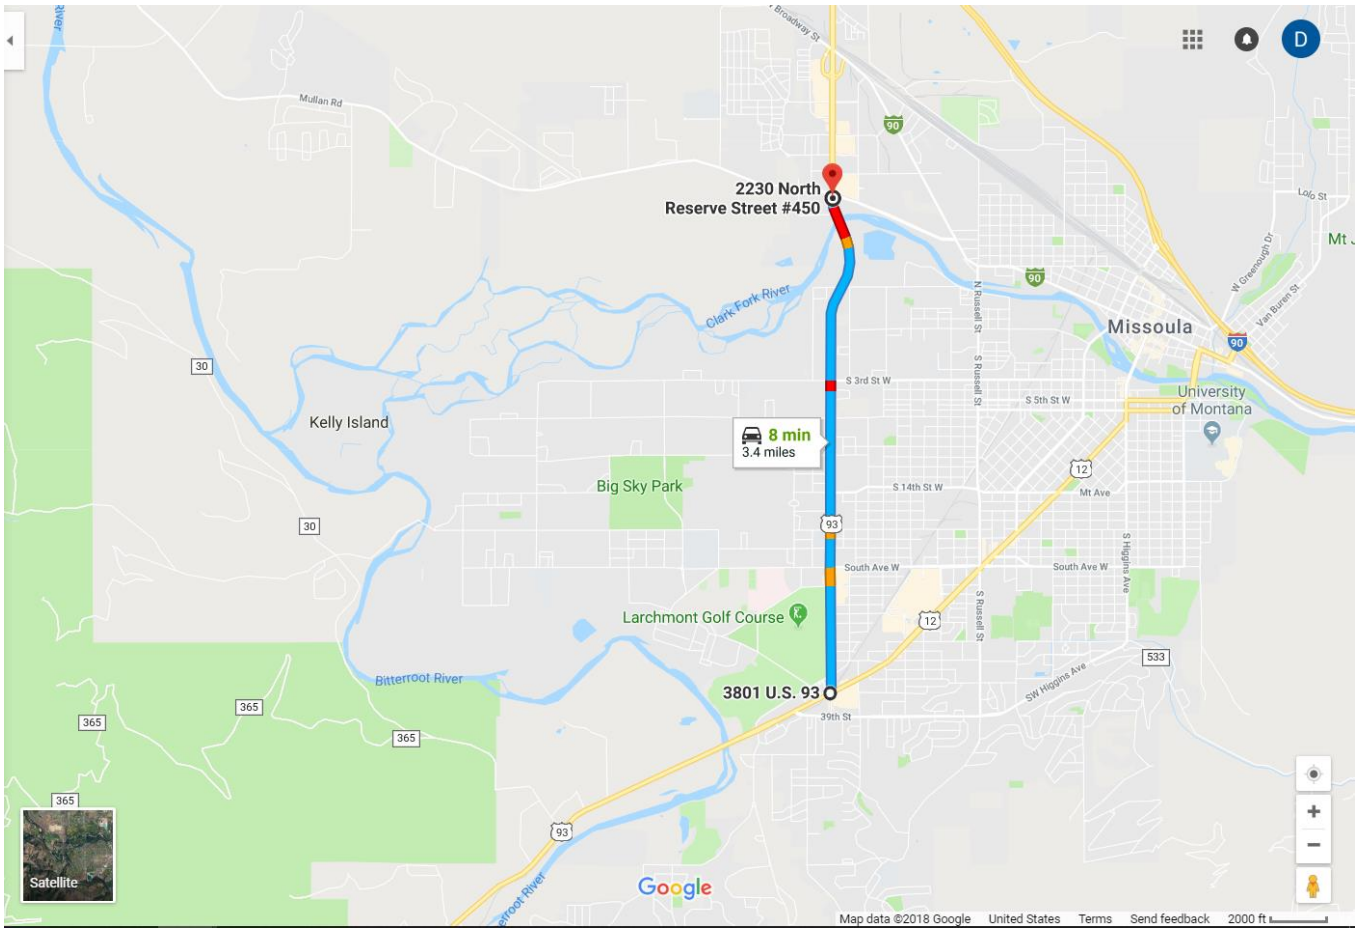 River
W Broadway St
D
Mullan Rd
90
2230 North
Reserve Street #450
Lolo St
Mt J
W Greenough Dr
Van Buren St
90
Clark Fork River
N Russell St
Missoula
90
30
S 3rd St W
S Russell St
S 5th St W
University
of Montana
Kelly Island
8 min
3.4 miles
12
Big Sky Park
S 14th St W
Mt Ave
30
93
S Higgins Ave
South Ave W
South Ave W
Larchmont Golf Course
S Russell St
12
533
Bitterroot River
SW Higgins Ave
3801 U.S. 93
365
365
39th St
365
365
93
Satellite
erroot River
Google
Map data ©2018 Google United States Terms Send feedback 2000 ft